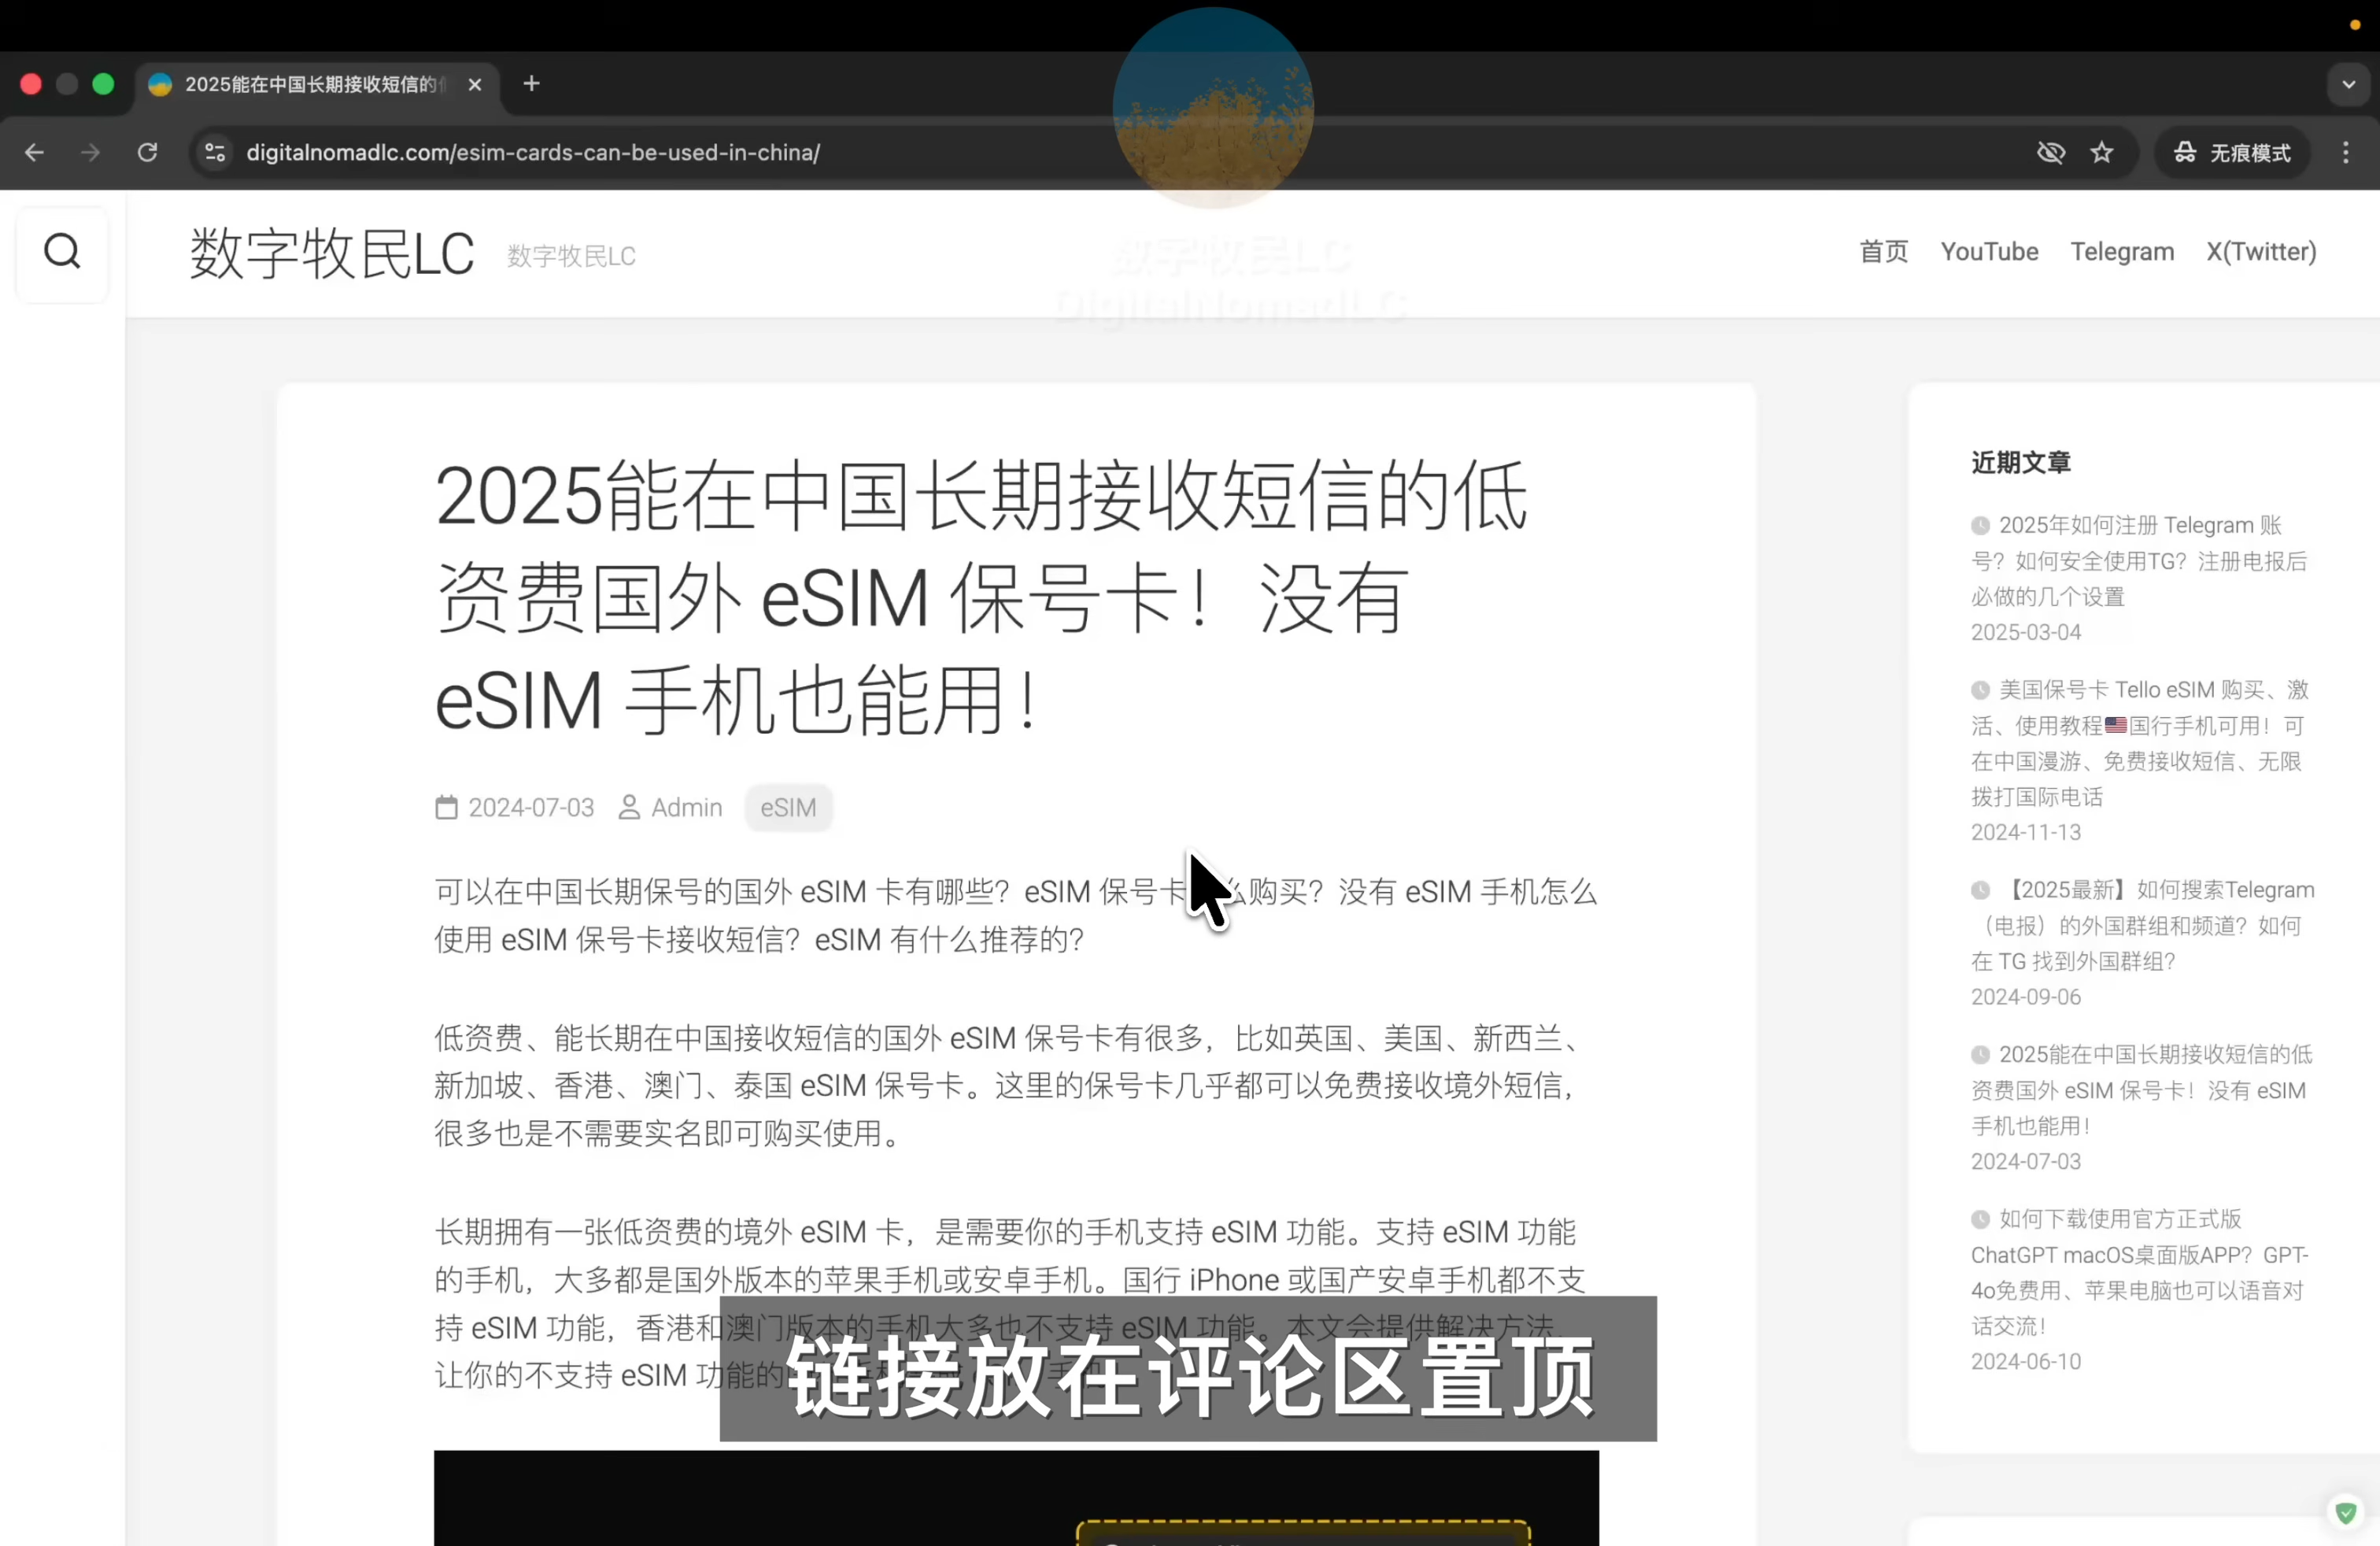 2025能在中国长期接收短信的
digitalnomadlc.com/esim-cards-can-be-used-in-china/
无痕模式
数字牧民LC
数字牧民LC
首页
YouTube
Telegram
X(Twitter)
数字牧民LC
DigitalNomadLC
2025能在中国长期接收短信的低
资费国外 eSIM 保号卡！没有
eSIM 手机也能用！
2024-07-03
Admin
eSIM
可以在中国长期保号的国外 eSIM 卡有哪些？eSIM 保号卡么购买？没有 eSIM 手机怎么
使用 eSIM 保号卡接收短信？eSIM 有什么推荐的？
低资费、能长期在中国接收短信的国外 eSIM 保号卡有很多，比如英国、美国、新西兰、
新加坡、香港、澳门、泰国 eSIM 保号卡。这里的保号卡几乎都可以免费接收境外短信，
很多也是不需要实名即可购买使用。
长期拥有一张低资费的境外 eSIM 卡，是需要你的手机支持 eSIM 功能。支持 eSIM 功能
的手机，大多都是国外版本的苹果手机或安卓手机。国行 iPhone 或国产安卓手机都不支
持 eSIM 功能，香港和澳门版本的手机大多也不支持 eSIM 功能。本文会提供解决方法，
让你的不支持 eSIM 功能的
链接放在评论区置顶
近期文章
2025年如何注册 Telegram 账
号？如何安全使用TG？注册电报后
必做的几个设置
2025-03-04
美国保号卡 Tello eSIM 购买、激
活、使用教程🇺🇸国行手机可用！可
在中国漫游、免费接收短信、无限
拨打国际电话
2024-11-13
【2025最新】如何搜索Telegram
（电报）的外国群组和频道？如何
在 TG 找到外国群组？
2024-09-06
2025能在中国长期接收短信的低
资费国外 eSIM 保号卡！没有 eSIM
手机也能用！
2024-07-03
如何下载使用官方正式版
ChatGPT macOS桌面版APP？GPT-
4o免费用、苹果电脑也可以语音对
话交流！
2024-06-10